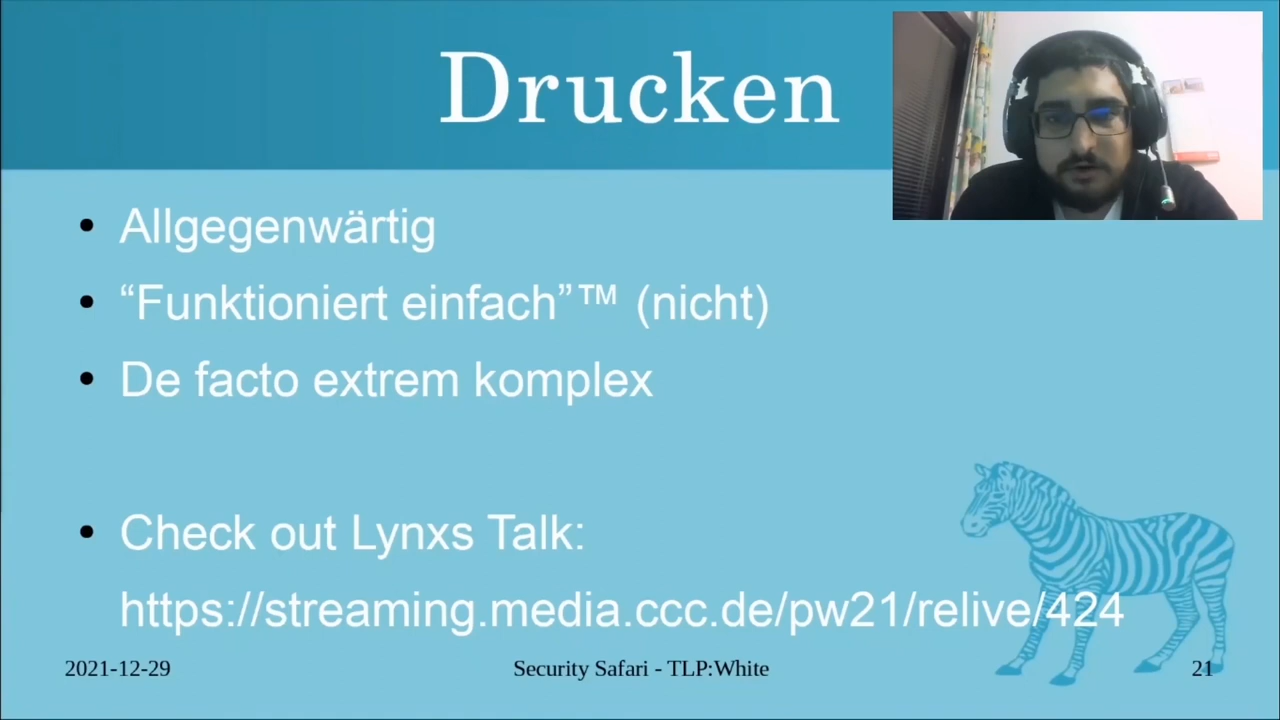 Drucken
Allgegenwärtig
“Funktioniert einfach”™ (nicht)
De facto extrem komplex
Check out Lynxs Talk:
https://streaming.media.ccc.de/pw21/relive/424
2021-12-29
Security Safari - TLP:White
21